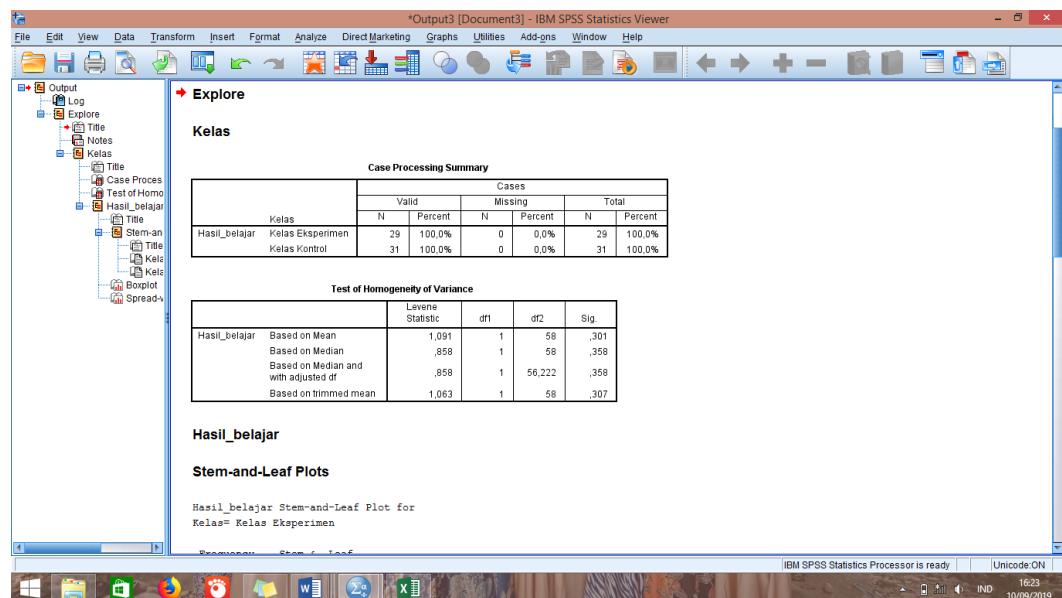 *Output3 [Document3] - IBM SPSS Statistics Viewer
File Edit View Data Transform Insert Format Analyze Direct Marketing Graphs Utilities Add-ons Window Help
Output
Log
Explore
Title
Notes
Kelas
Title
Case Proces
Test of Homo
Hasil_belajar
Title
Stem-an
Title
Kela
Kela
Boxplot
Spread-v
Explore
Kelas
Case Processing Summary
Cases
Valid Missing Total
Kelas N Percent N Percent N Percent
Hasil_belajar Kelas Eksperimen 29 100,0% 0 0,0% 29 100,0%
Kelas Kontrol 31 100,0% 0 0,0% 31 100,0%
Test of Homogeneity of Variance
Levene
Statistic df1 df2 Sig.
Hasil_belajar Based on Mean 1,091 1 58 ,301
Based on Median ,858 1 58 ,358
Based on Median and
with adjusted df ,858 1 56,222 ,358
Based on trimmed mean 1,063 1 58 ,307
Hasil_belajar
Stem-and-Leaf Plots
Hasil_belajar Stem-and-Leaf Plot for
Kelas= Kelas Eksperimen
Frequency Stem & Leaf
IBM SPSS Statistics Processor is ready Unicode:ON
IND 16:23
10/09/2019